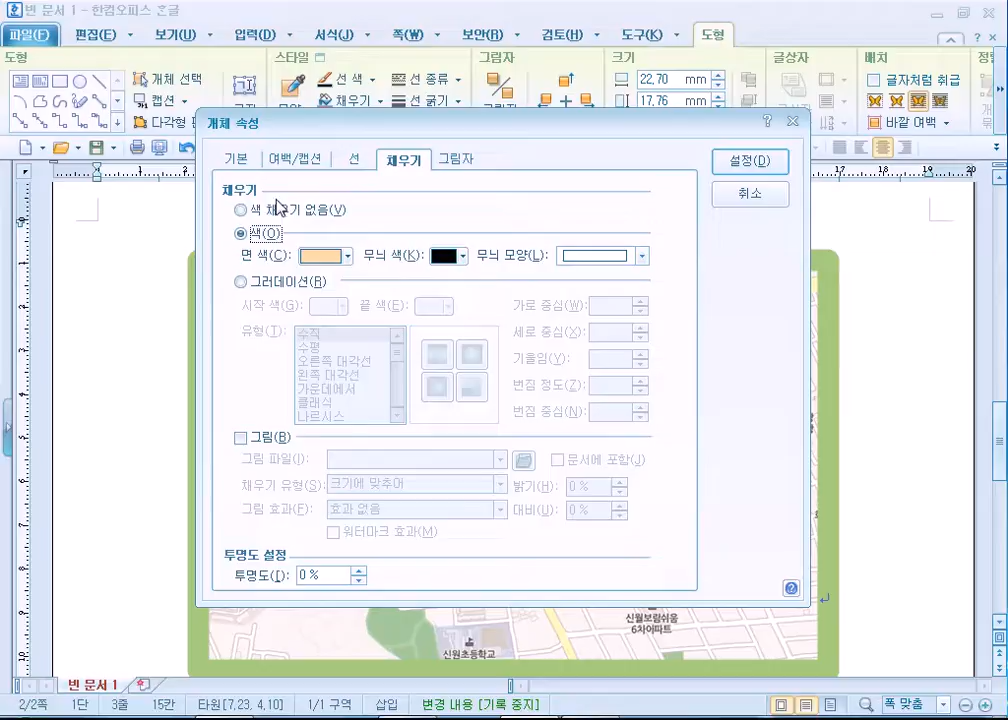 빈 문서 1 - 한컴오피스 한글
파일(F) 편집(E) 보기(U) 입력(D) 서식(J) 쪽(W) 보안(R) 검토(H) 도구(K) 도형 ?
도형 스타일 그림자 크기 글상자 배치
개체 선택 선 색 선 종류 22,70 mm 글자처럼 취급
캡션 채우기 선 굵기 17,76 mm
다각형 바깥 여백
1 2 15 16 17 18 19 20
개체 속성 ?
기본 여백/캡션 선 채우기 그림자 설정(D)
취소
채우기
색 채우기 없음(V)
색(O)
면 색(C): 무늬 색(K): 무늬 모양(L):
그러데이션(R)
시작 색(G): 끝 색(E): 가로 중심(W):
유형(T): 세로 중심(X):
수직
수평
오른쪽 대각선 기울임(Y):
왼쪽 대각선
가운데에서 번짐 정도(Z):
클래식
나르시스 번짐 중심(N):
그림(B)
그림 파일(I): 문서에 포함(J)
채우기 유형(S): 크기에 맞추어 밝기(H): 0 %
그림 효과(F): 효과 없음 대비(U): 0 %
워터마크 효과(M)
투명도 설정
투명도(T): 0 %
신월보람쉬움
6차아파트
신원초등학교
빈 문서 1
2/2쪽 1단 3줄 15칸 타원[7,23, 4,10] 1/1 구역 삽입 변경 내용 [기록 중지] 폭 맞춤